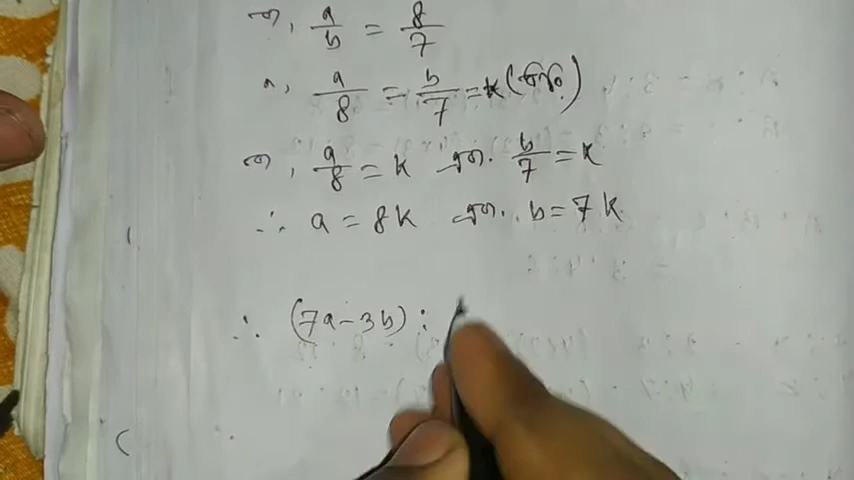 বা, a/b = 8/7
বা, a/8 = b/7 = k (ধরি)
বা, a/8 = k এবং b/7 = k
∴ a = 8k এবং b = 7k
∴ (7a-3b) :